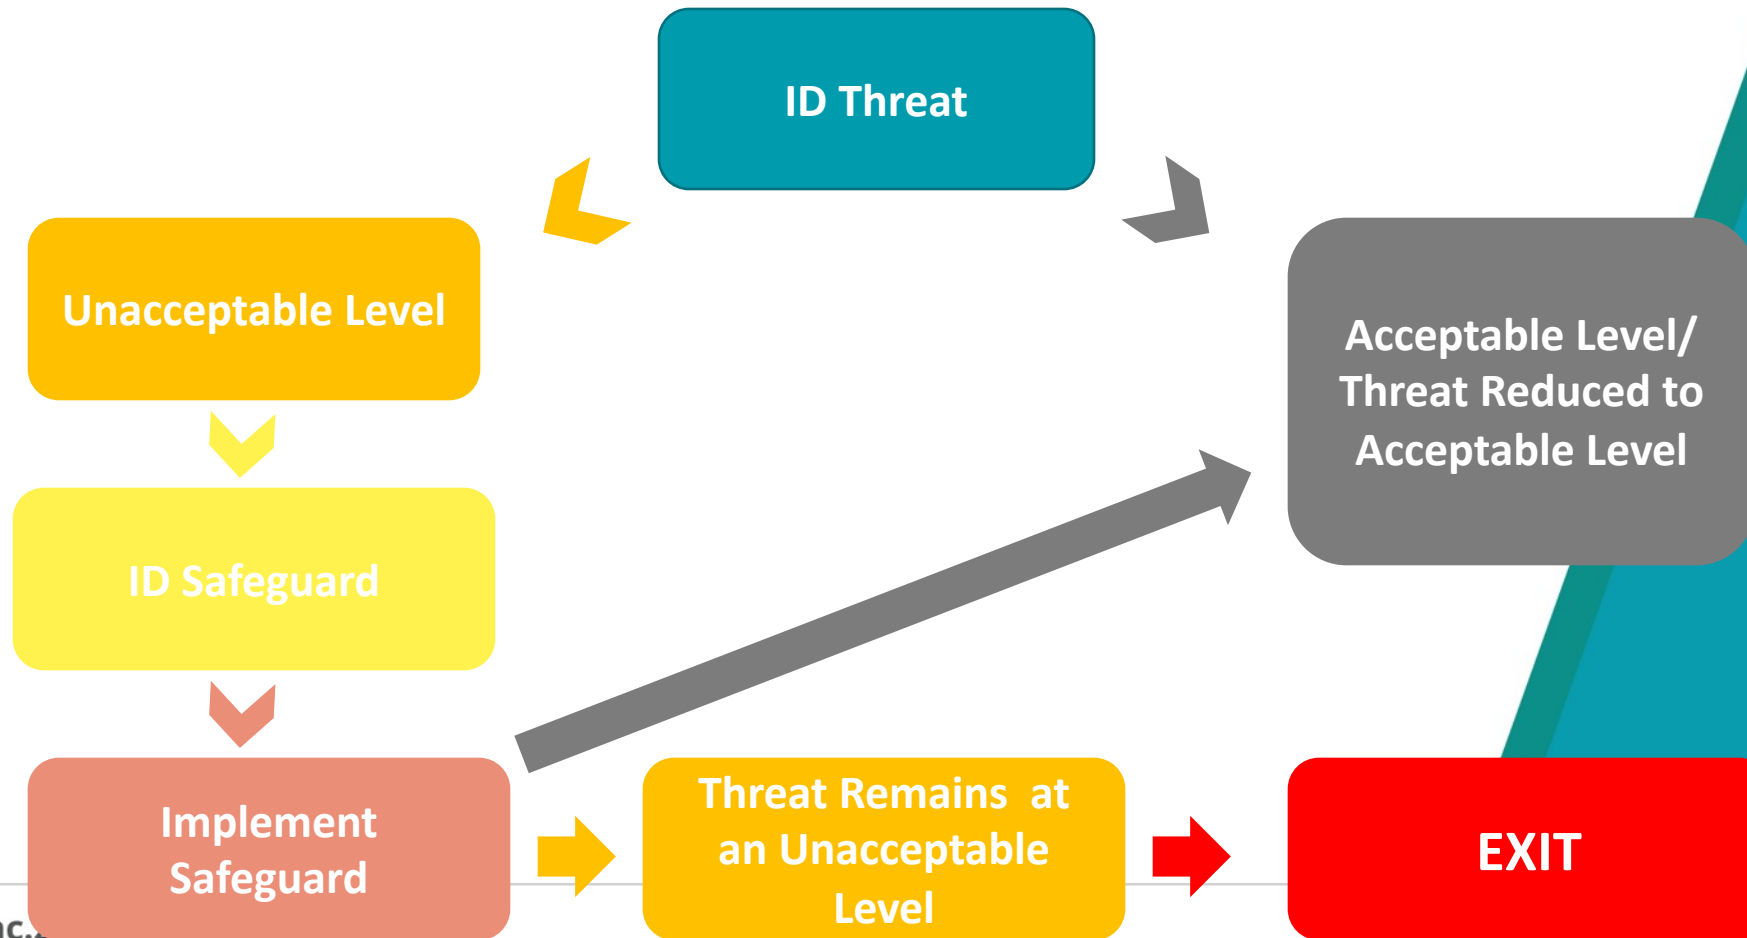 ID Threat
Unacceptable Level
Acceptable Level/
Threat Reduced to
Acceptable Level
ID Safeguard
Implement
Safeguard
Threat Remains at
an Unacceptable
Level
EXIT